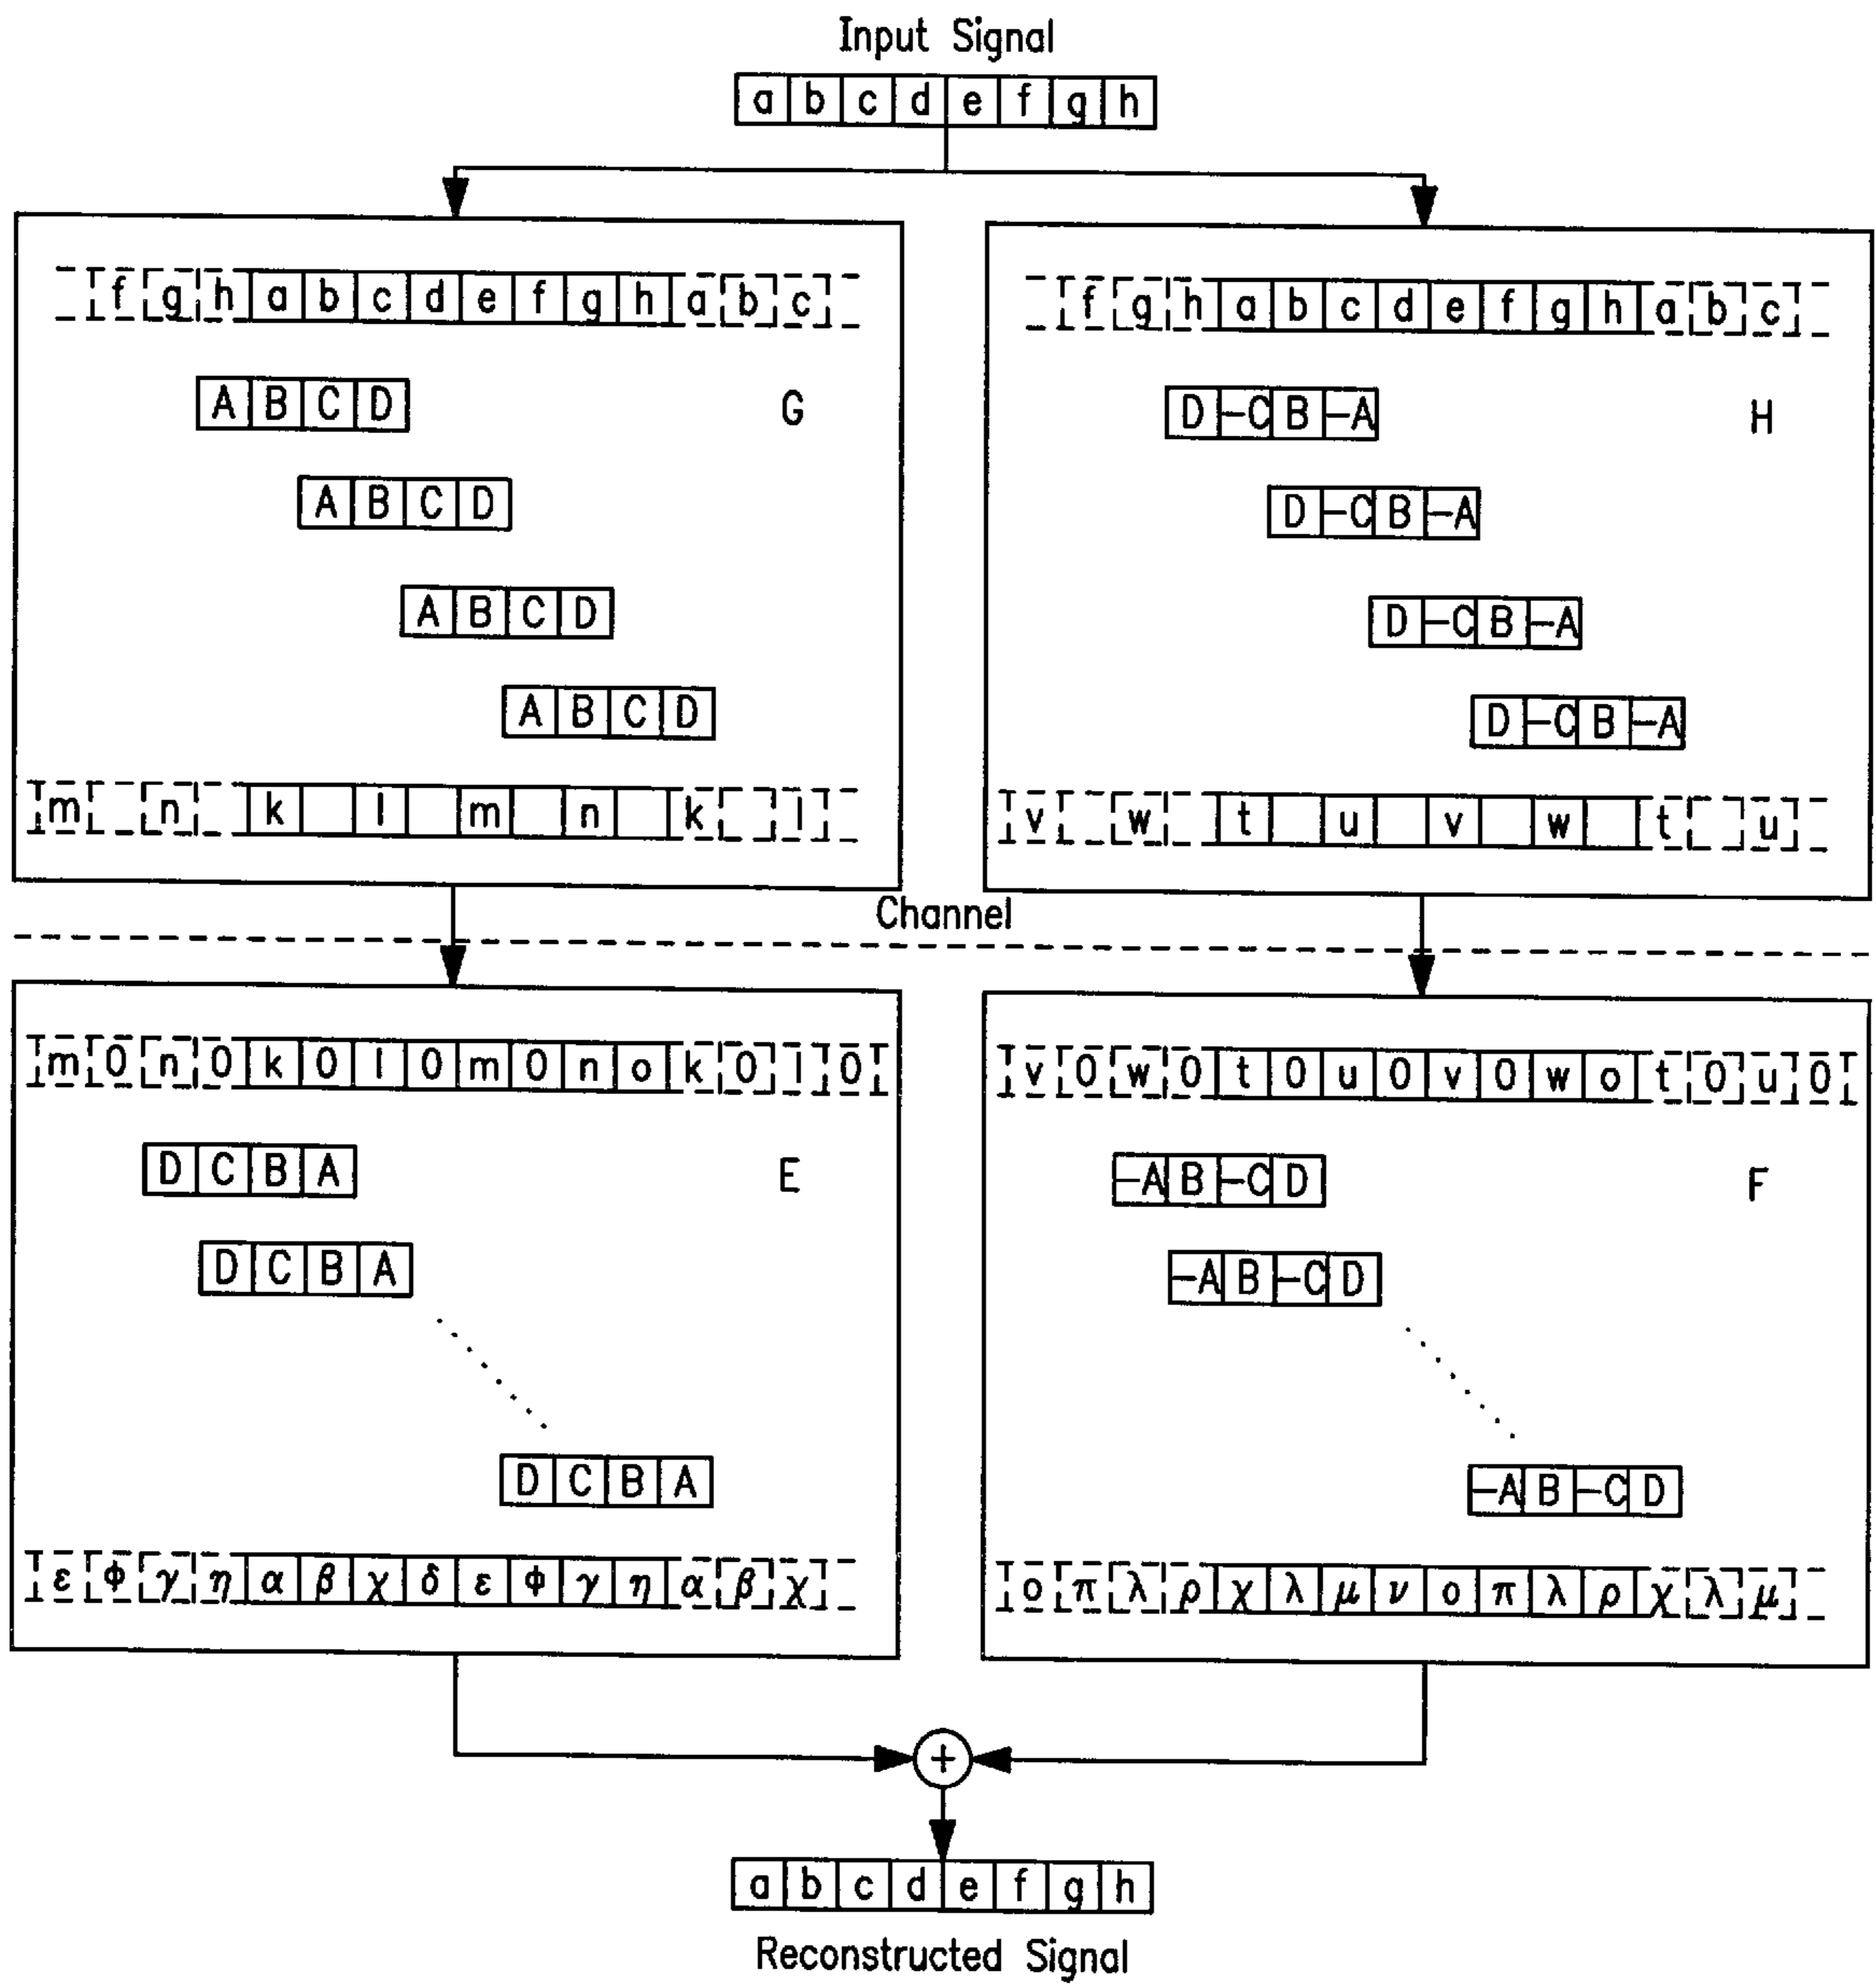 Input Signal
a b c d e f g h
f g h a b c d e f g h a b c
A B C D
G
A B C D
A B C D
A B C D
m n k l m n k l
f g h a b c d e f g h a b c
D -C B -A
H
D -C B -A
D -C B -A
D -C B -A
v w t u v w t u
Channel
m 0 n 0 k 0 l 0 m 0 n o k 0 l 0
D C B A
E
D C B A
D C B A
ε ϕ γ η α β χ δ ε ϕ γ η α β χ
v 0 w 0 t 0 u 0 v 0 w o t 0 u 0
-A B -C D
F
-A B -C D
-A B -C D
o π λ ρ χ λ μ ν o π λ ρ χ λ μ
+
a b c d e f g h
Reconstructed Signal